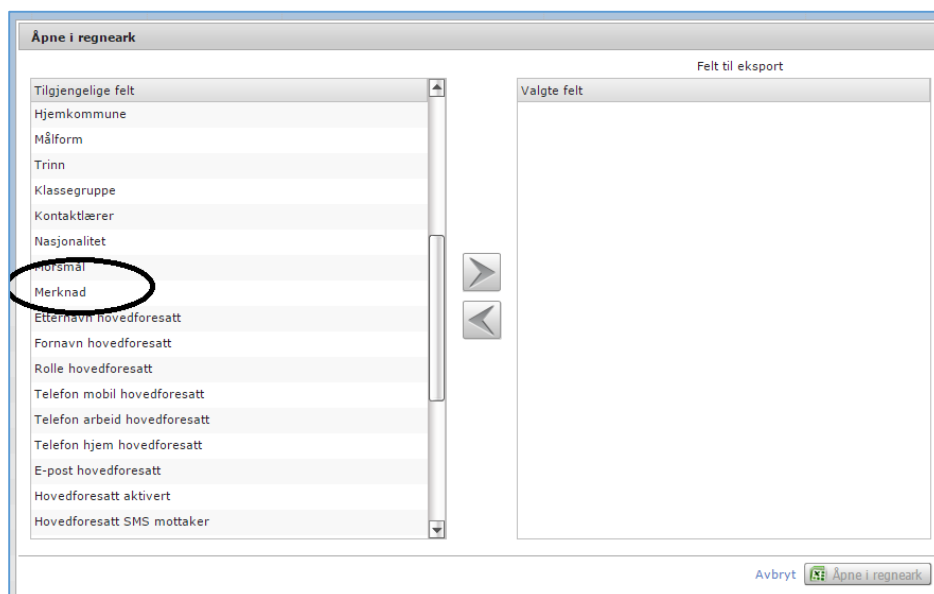 Åpne i regneark
Felt til eksport
Tilgjengelige felt
Valgte felt
Hjemkommune
Målform
Trinn
Klassegruppe
Kontaktlærer
Nasjonalitet
Morsmål
Merknad
Etternavn hovedforesatt
Fornavn hovedforesatt
Rolle hovedforesatt
Telefon mobil hovedforesatt
Telefon arbeid hovedforesatt
Telefon hjem hovedforesatt
E-post hovedforesatt
Hovedforesatt aktivert
Hovedforesatt SMS mottaker
Avbryt Åpne i regneark